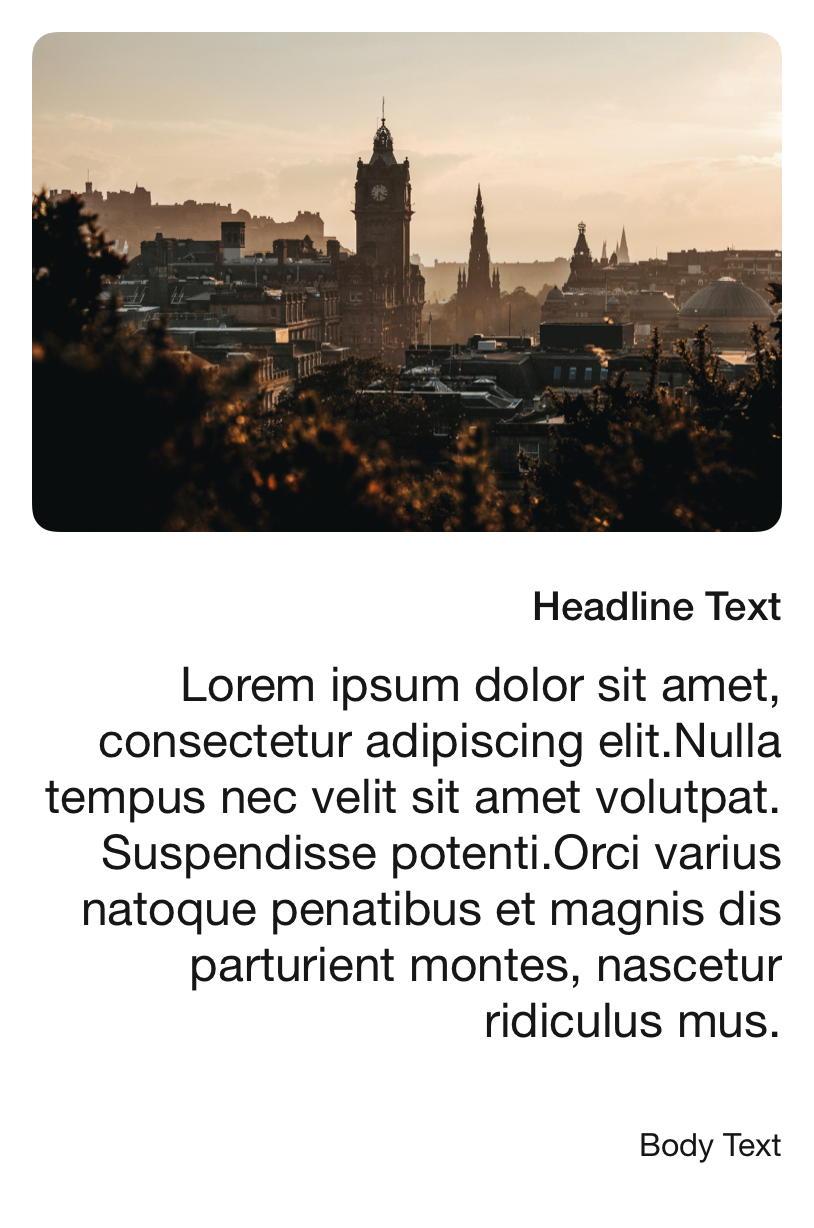 Headline Text
Lorem ipsum dolor sit amet,
consectetur adipiscing elit.Nulla
tempus nec velit sit amet volutpat.
Suspendisse potenti.Orci varius
natoque penatibus et magnis dis
parturient montes, nascetur
ridiculus mus.
Body Text